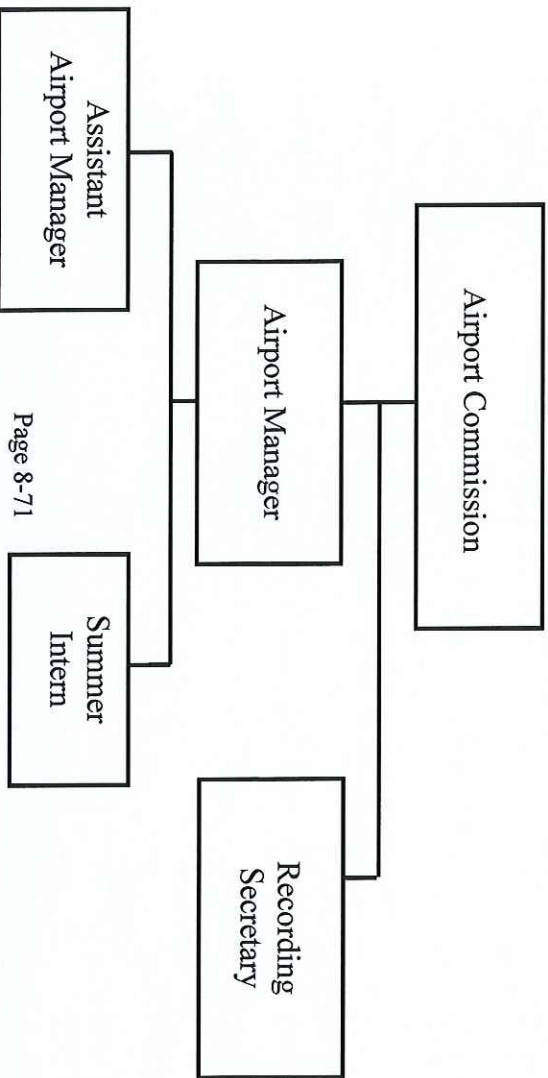 Airport Commission
Airport Manager
Recording
Secretary
Assistant
Airport Manager
Summer
Intern
Page 8-71